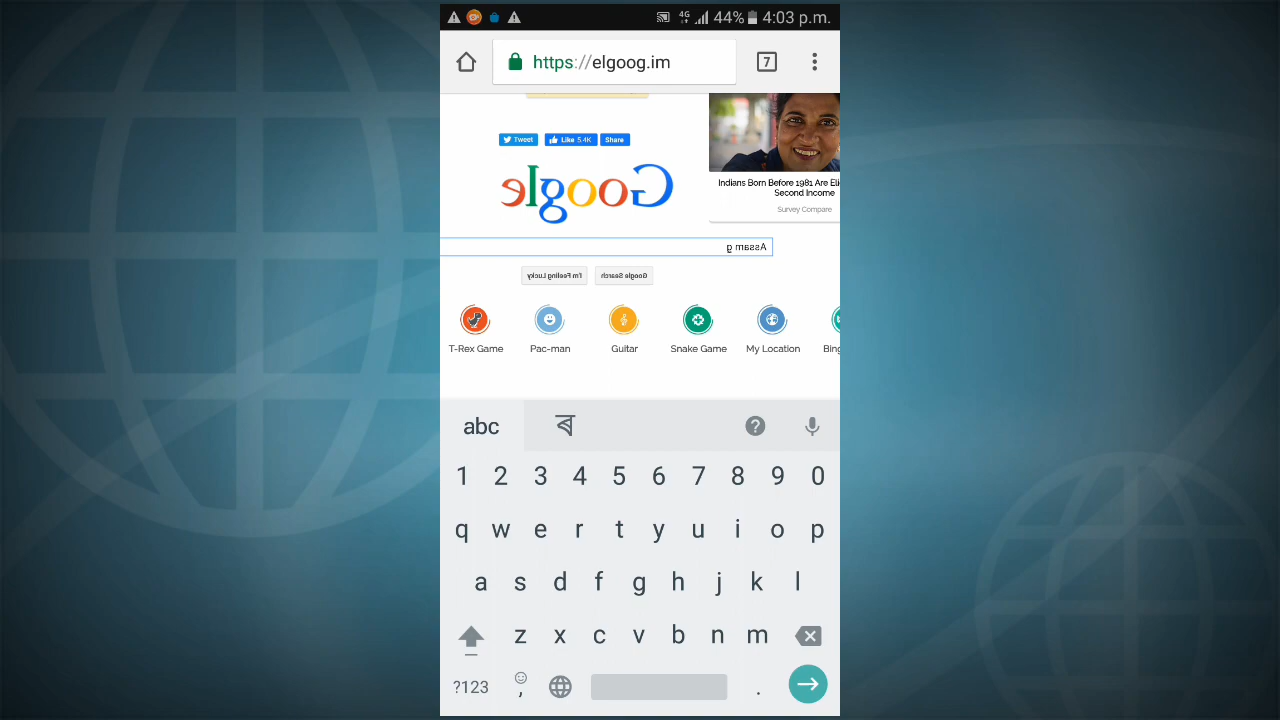 4G 44% 4:03 p.m.
https://elgoog.im 7
Tweet Like 5.4K Share
Google
Indians Born Before 1981 Are Eli
Second Income
Survey Compare
Assam g
Google Search I'm Feeling Lucky
T-Rex Game Pac-man Guitar Snake Game My Location Bing
abc ৰ
1 2 3 4 5 6 7 8 9 0
q w e r t y u i o p
a s d f g h j k l
z x c v b n m
?123 , .